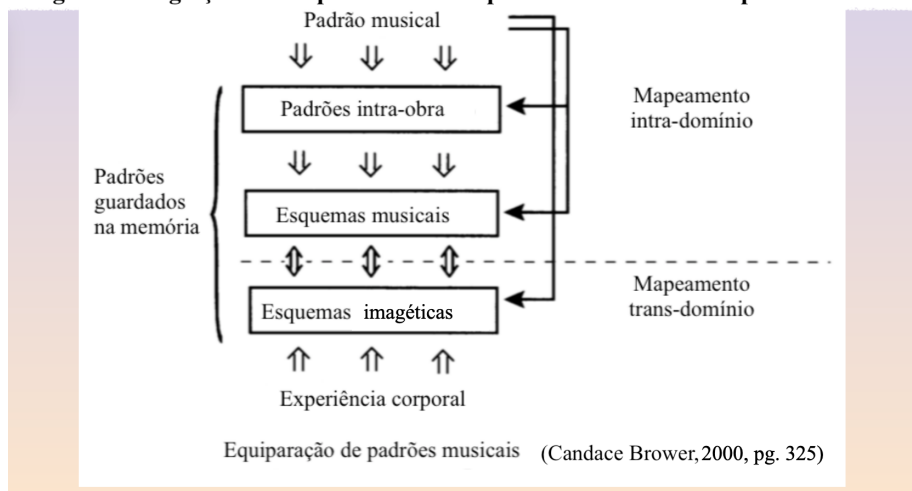 Padrão musical
Padrões intra-obra
Mapeamento
intra-domínio
Padrões
guardados
na memória
Esquemas musicais
Esquemas imagéticas
Mapeamento
trans-domínio
Experiência corporal
Equiparação de padrões musicais (Candace Brower, 2000, pg. 325)